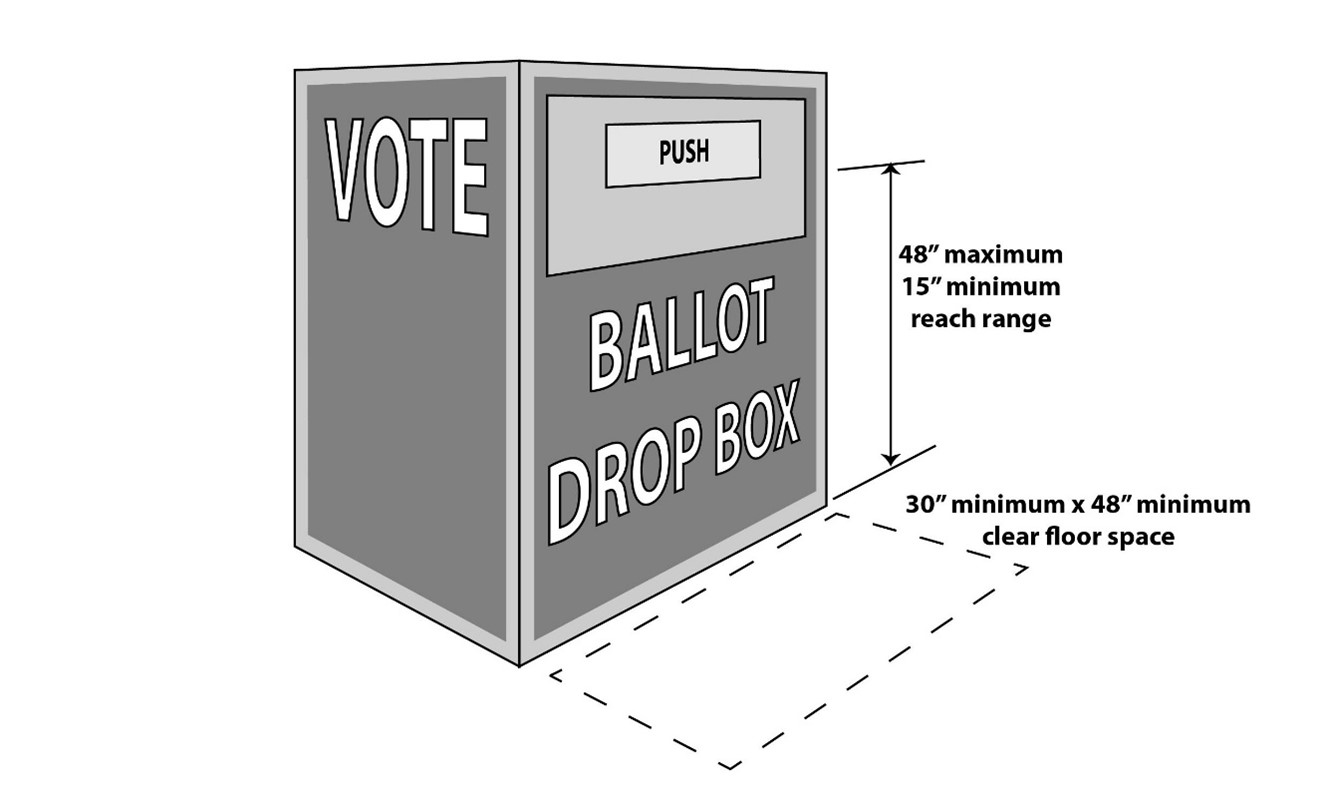 VOTE
PUSH
BALLOT
DROP BOX
48” maximum
15” minimum
reach range
30” minimum x 48” minimum
clear floor space